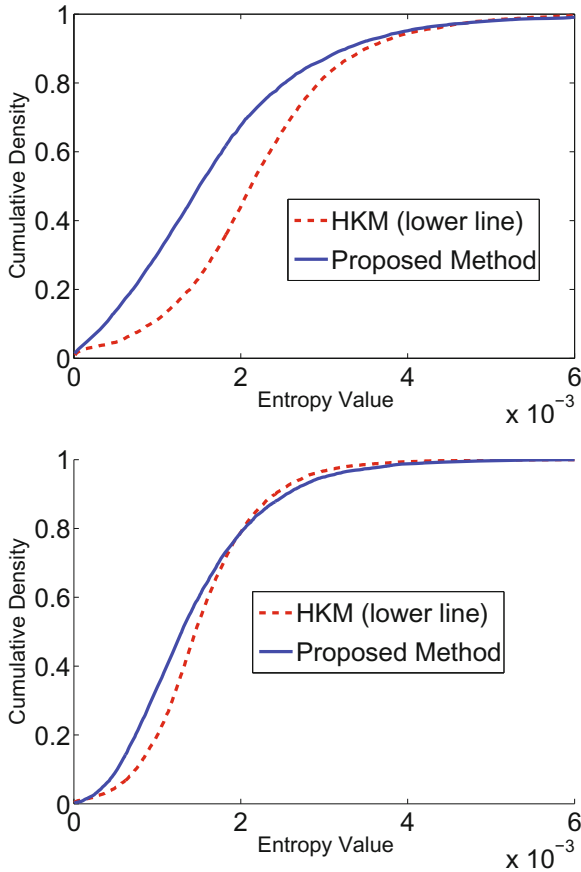 1
0.8
0.6
0.4
0.2
0
Cumulative Density
HKM (lower line)
Proposed Method
0 2 4 6
Entropy Value
x 10⁻³
1
0.8
0.6
0.4
0.2
0
Cumulative Density
HKM (lower line)
Proposed Method
0 2 4 6
Entropy Value
x 10⁻³